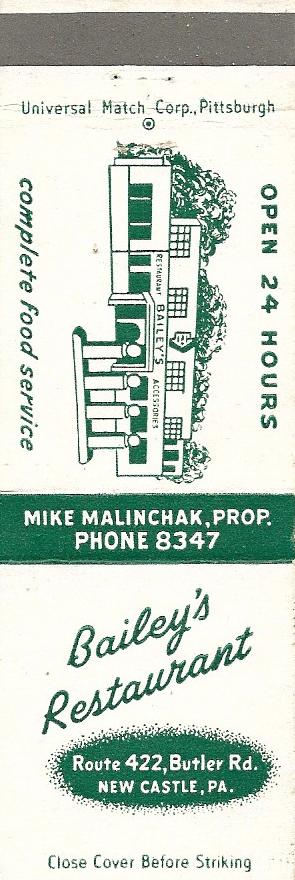 Universal Match Corp., Pittsburgh
OPEN 24 HOURS
RESTAURANT BAILEY'S ACCESSORIES
complete food service
MIKE MALINCHAK, PROP.
PHONE 8347
Bailey's
Restaurant
Route 422, Butler Rd.
NEW CASTLE, PA.
Close Cover Before Striking